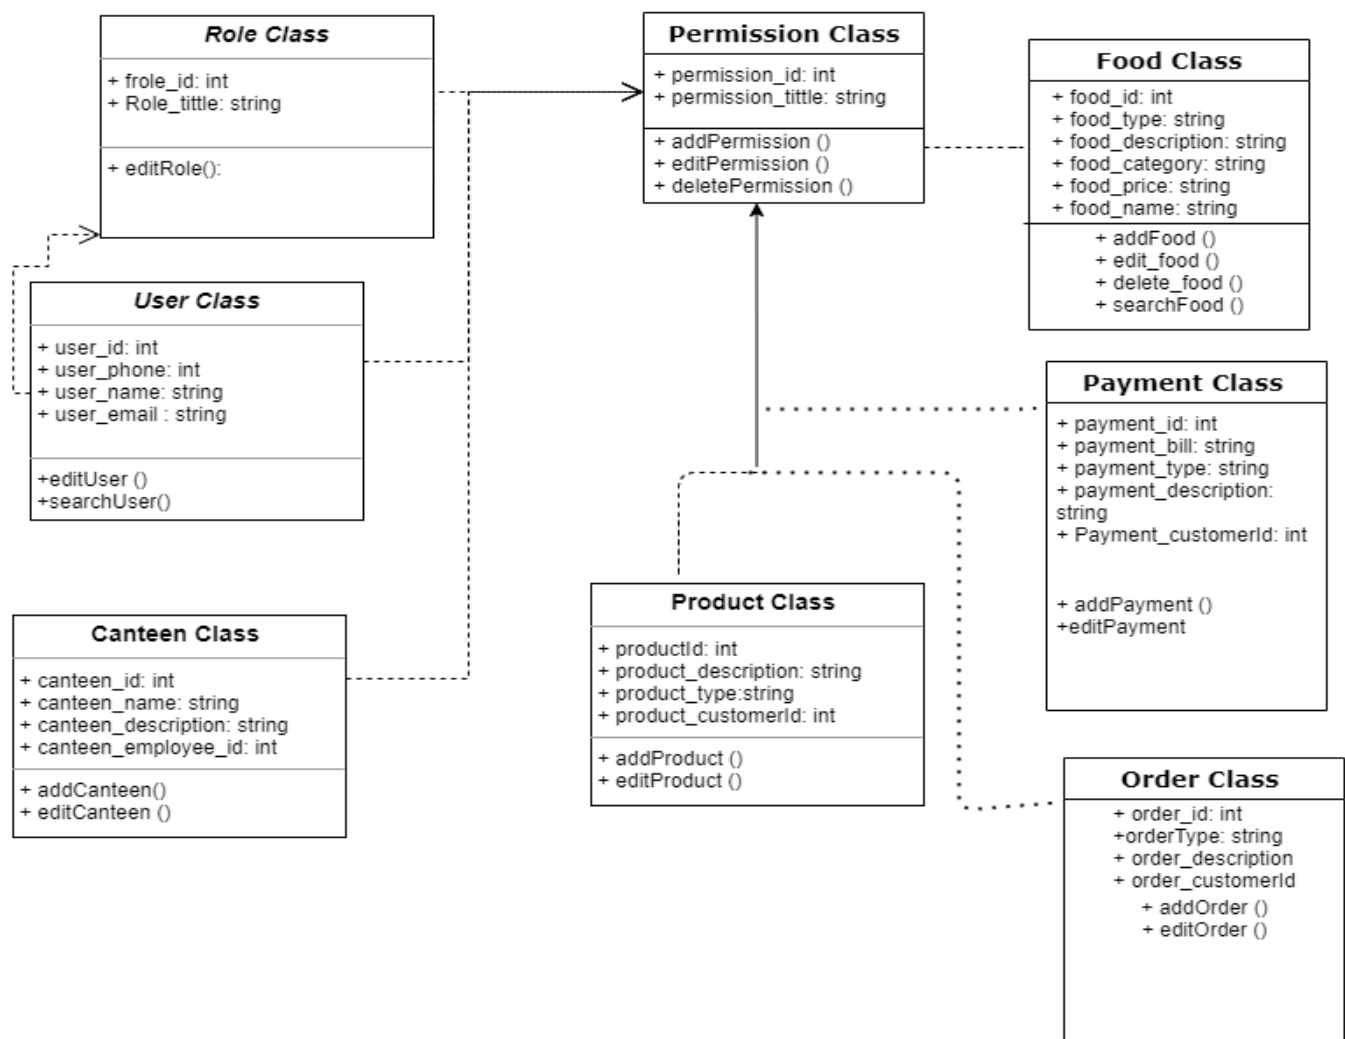 Role Class
+ frole_id: int
+ Role_tittle: string
+ editRole():
User Class
+ user_id: int
+ user_phone: int
+ user_name: string
+ user_email : string
+editUser ()
+searchUser()
Canteen Class
+ canteen_id: int
+ canteen_name: string
+ canteen_description: string
+ canteen_employee_id: int
+ addCanteen()
+ editCanteen ()
Permission Class
+ permission_id: int
+ permission_tittle: string
+ addPermission ()
+ editPermission ()
+ deletePermission ()
Product Class
+ productId: int
+ product_description: string
+ product_type:string
+ product_customerId: int
+ addProduct ()
+ editProduct ()
Food Class
+ food_id: int
+ food_type: string
+ food_description: string
+ food_category: string
+ food_price: string
+ food_name: string
+ addFood ()
+ edit_food ()
+ delete_food ()
+ searchFood ()
Payment Class
+ payment_id: int
+ payment_bill: string
+ payment_type: string
+ payment_description:
string
+ Payment_customerId: int
+ addPayment ()
+editPayment
Order Class
+ order_id: int
+orderType: string
+ order_description
+ order_customerId
+ addOrder ()
+ editOrder ()